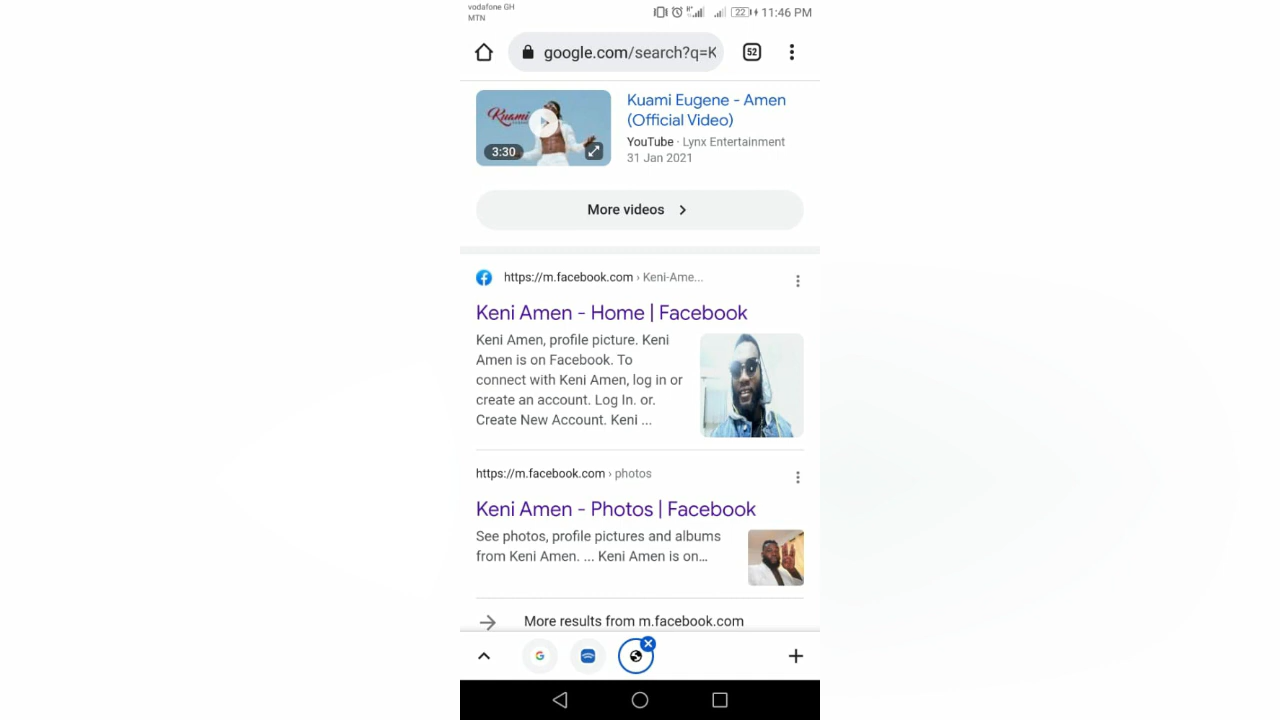 vodafone GH
MTN
22
11:46 PM
google.com/search?q=K
52
Kuami
3:30
Kuami Eugene - Amen
(Official Video)
YouTube · Lynx Entertainment
31 Jan 2021
More videos
https://m.facebook.com › Keni-Ame...
Keni Amen - Home | Facebook
Keni Amen, profile picture. Keni
Amen is on Facebook. To
connect with Keni Amen, log in or
create an account. Log In. or.
Create New Account. Keni ...
https://m.facebook.com › photos
Keni Amen - Photos | Facebook
See photos, profile pictures and albums
from Keni Amen. ... Keni Amen is on...
More results from m.facebook.com